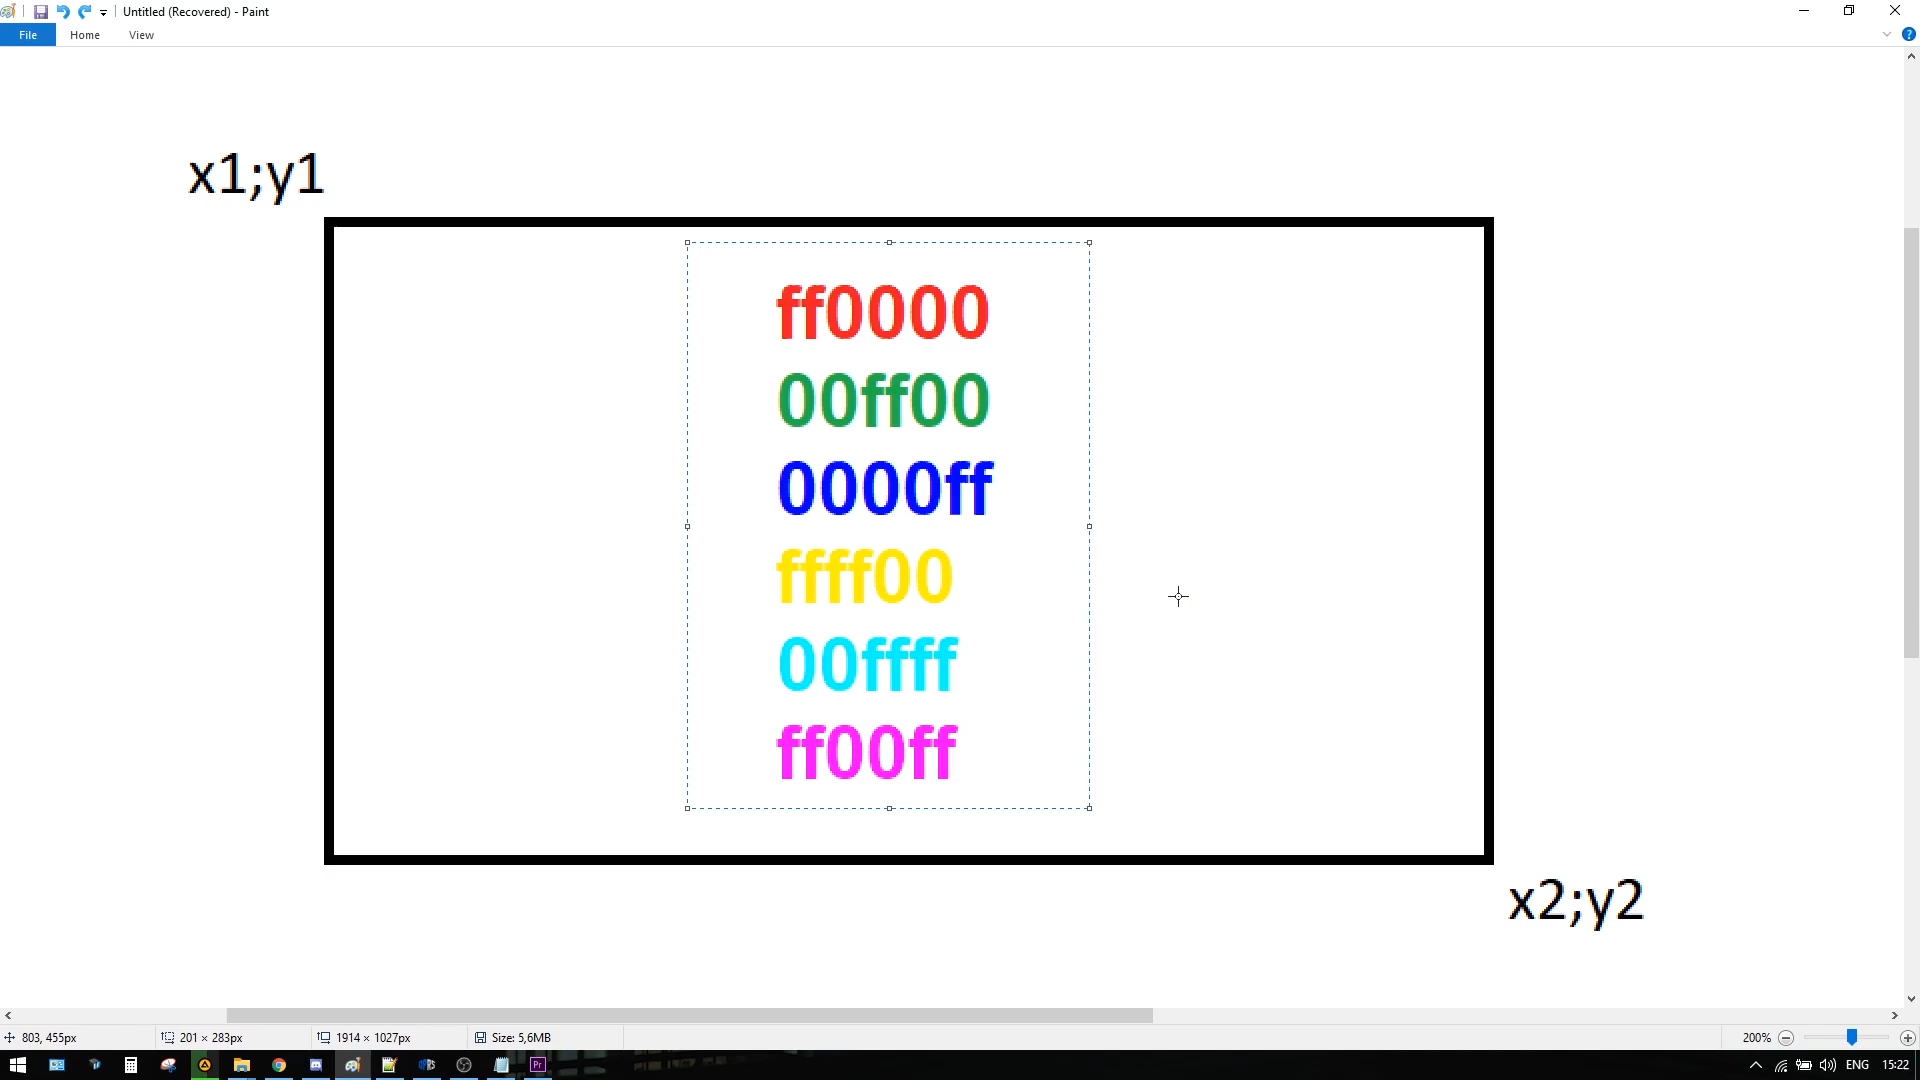 Untitled (Recovered) - Paint
File Home View
x1;y1
ff0000
00ff00
0000ff
ffff00
00ffff
ff00ff
x2;y2
803, 455px 201 × 283px 1914 × 1027px Size: 5,6MB 200%
Pr ENG 15:22